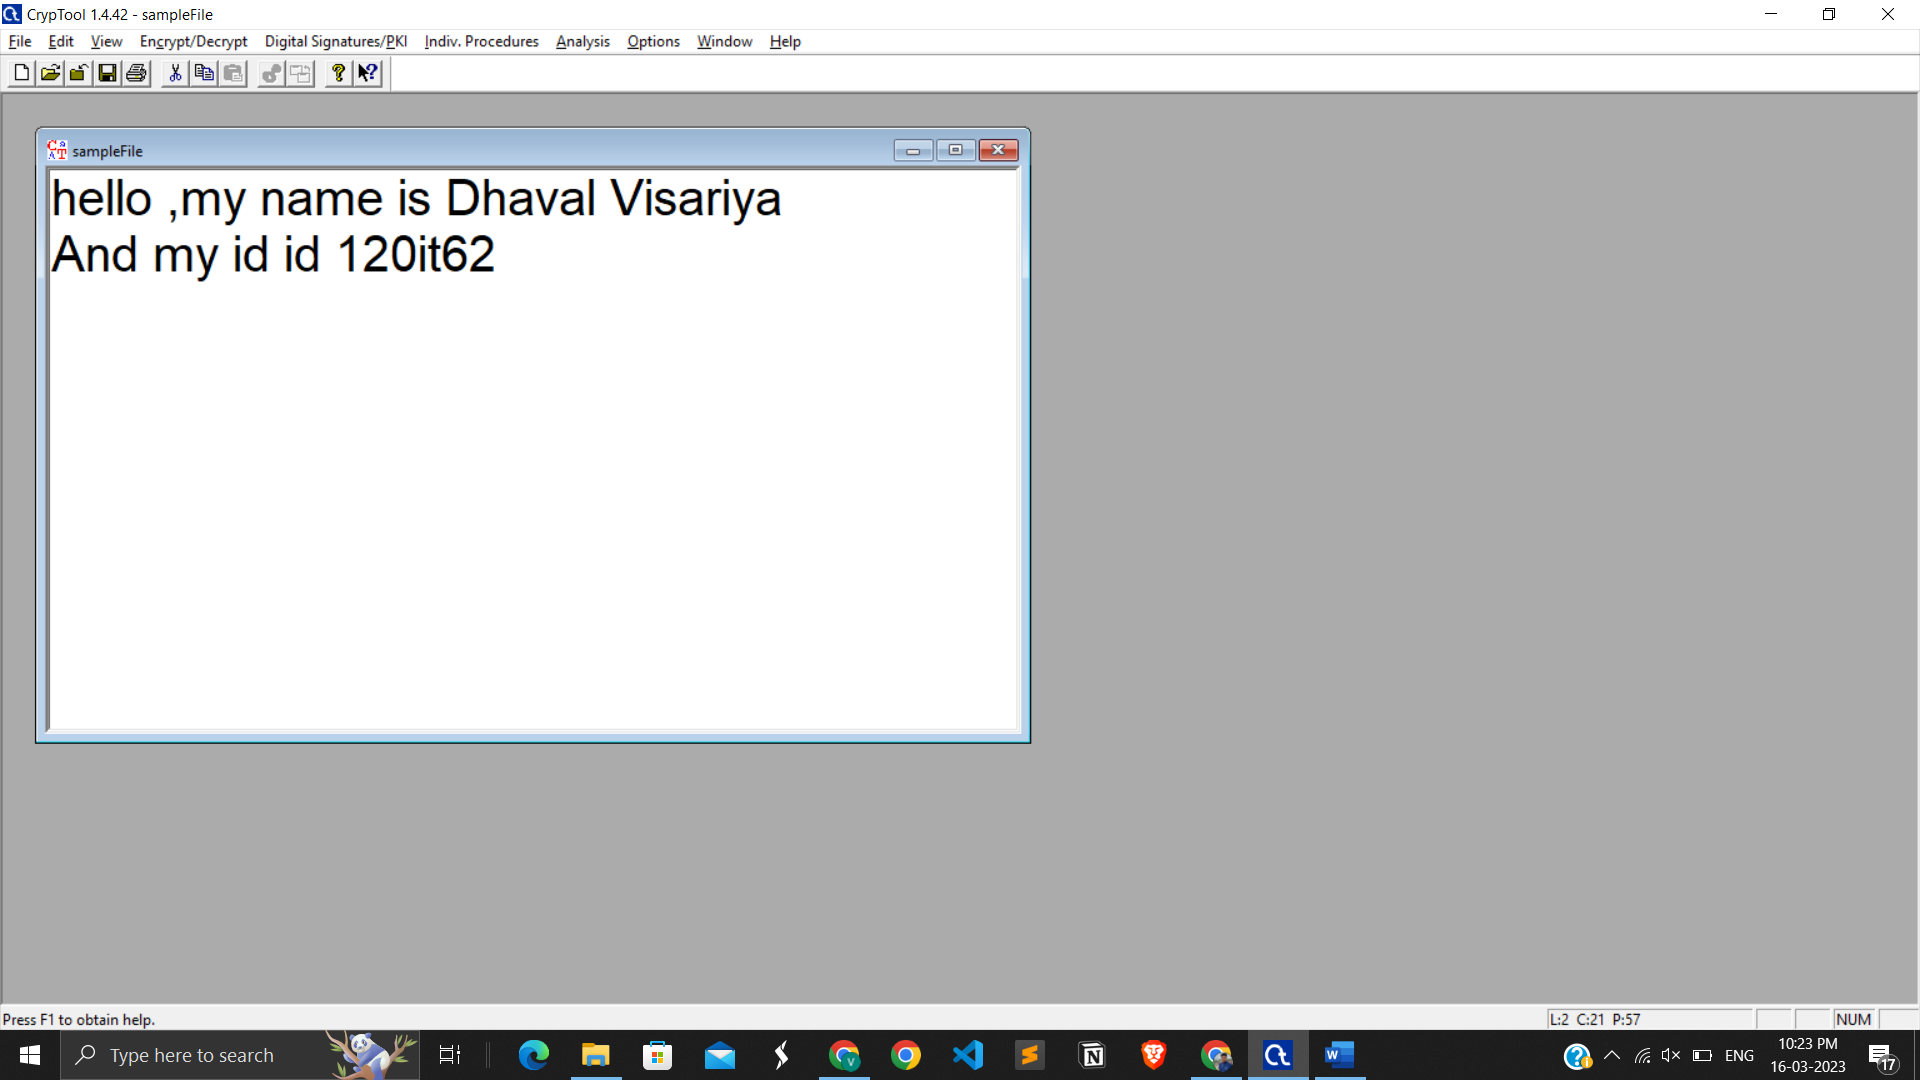 CrypTool 1.4.42 - sampleFile
File Edit View Encrypt/Decrypt Digital Signatures/PKI Indiv. Procedures Analysis Options Window Help
sampleFile
hello ,my name is Dhaval Visariya
And my id id 120it62
Press F1 to obtain help.
L:2 C:21 P:57
NUM
Type here to search
ENG
10:23 PM
16-03-2023
17